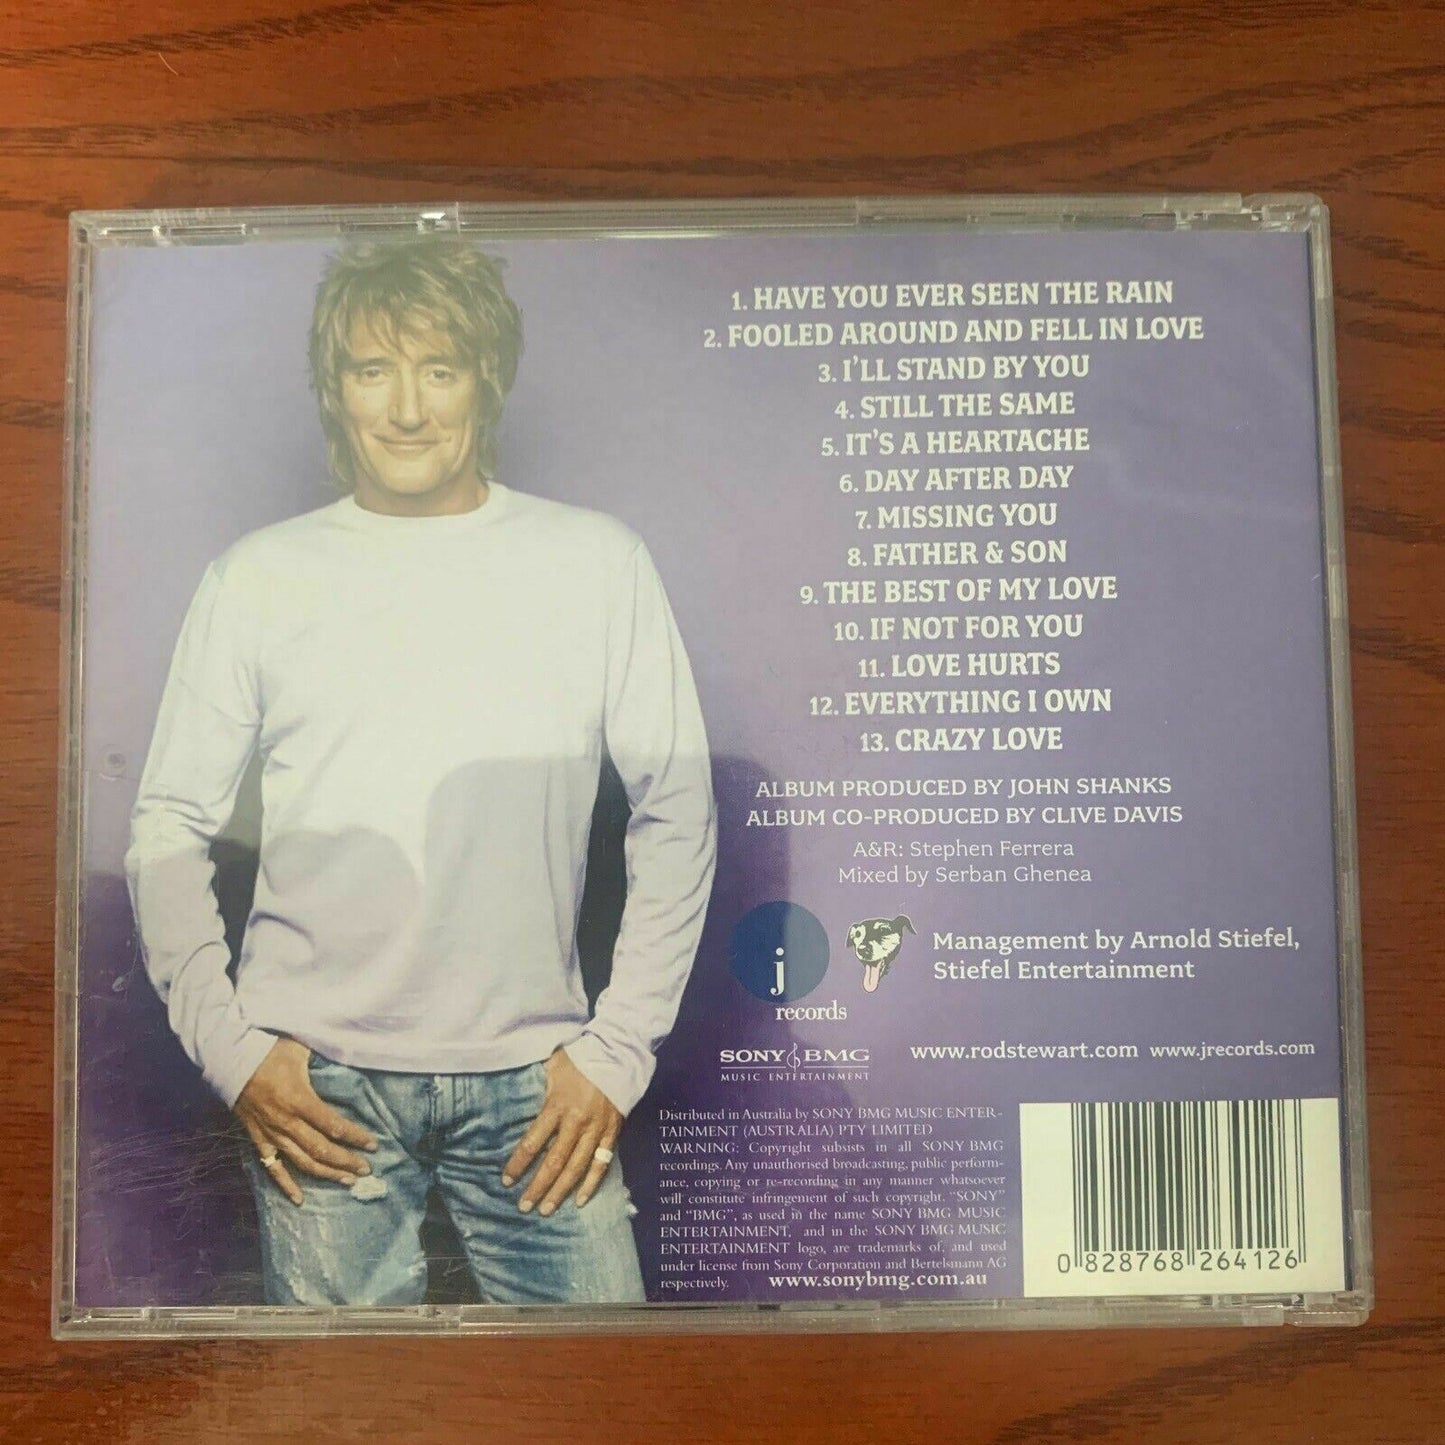 1. HAVE YOU EVER SEEN THE RAIN
2. FOOLED AROUND AND FELL IN LOVE
3. I'LL STAND BY YOU
4. STILL THE SAME
5. IT'S A HEARTACHE
6. DAY AFTER DAY
7. MISSING YOU
8. FATHER & SON
9. THE BEST OF MY LOVE
10. IF NOT FOR YOU
11. LOVE HURTS
12. EVERYTHING I OWN
13. CRAZY LOVE
ALBUM PRODUCED BY JOHN SHANKS
ALBUM CO-PRODUCED BY CLIVE DAVIS
A&R: Stephen Ferrera
Mixed by Serban Ghenea
j
records
Management by Arnold Stiefel,
Stiefel Entertainment
SONY BMG
MUSIC ENTERTAINMENT
www.rodstewart.com www.jrecords.com
Distributed in Australia by SONY BMG MUSIC ENTER-
TAINMENT (AUSTRALIA) PTY LIMITED
WARNING: Copyright subsists in all SONY BMG
recordings. Any unauthorised broadcasting, public perform-
ance, copying or re-recording in any manner whatsoever
will constitute infringement of such copyright. "SONY"
and "BMG", as used in the name SONY BMG MUSIC
ENTERTAINMENT, and in the SONY BMG MUSIC
ENTERTAINMENT logo, are trademarks of, and used
under license from Sony Corporation and Bertelsmann AG
respectively. www.sonybmg.com.au
0 828768 264126